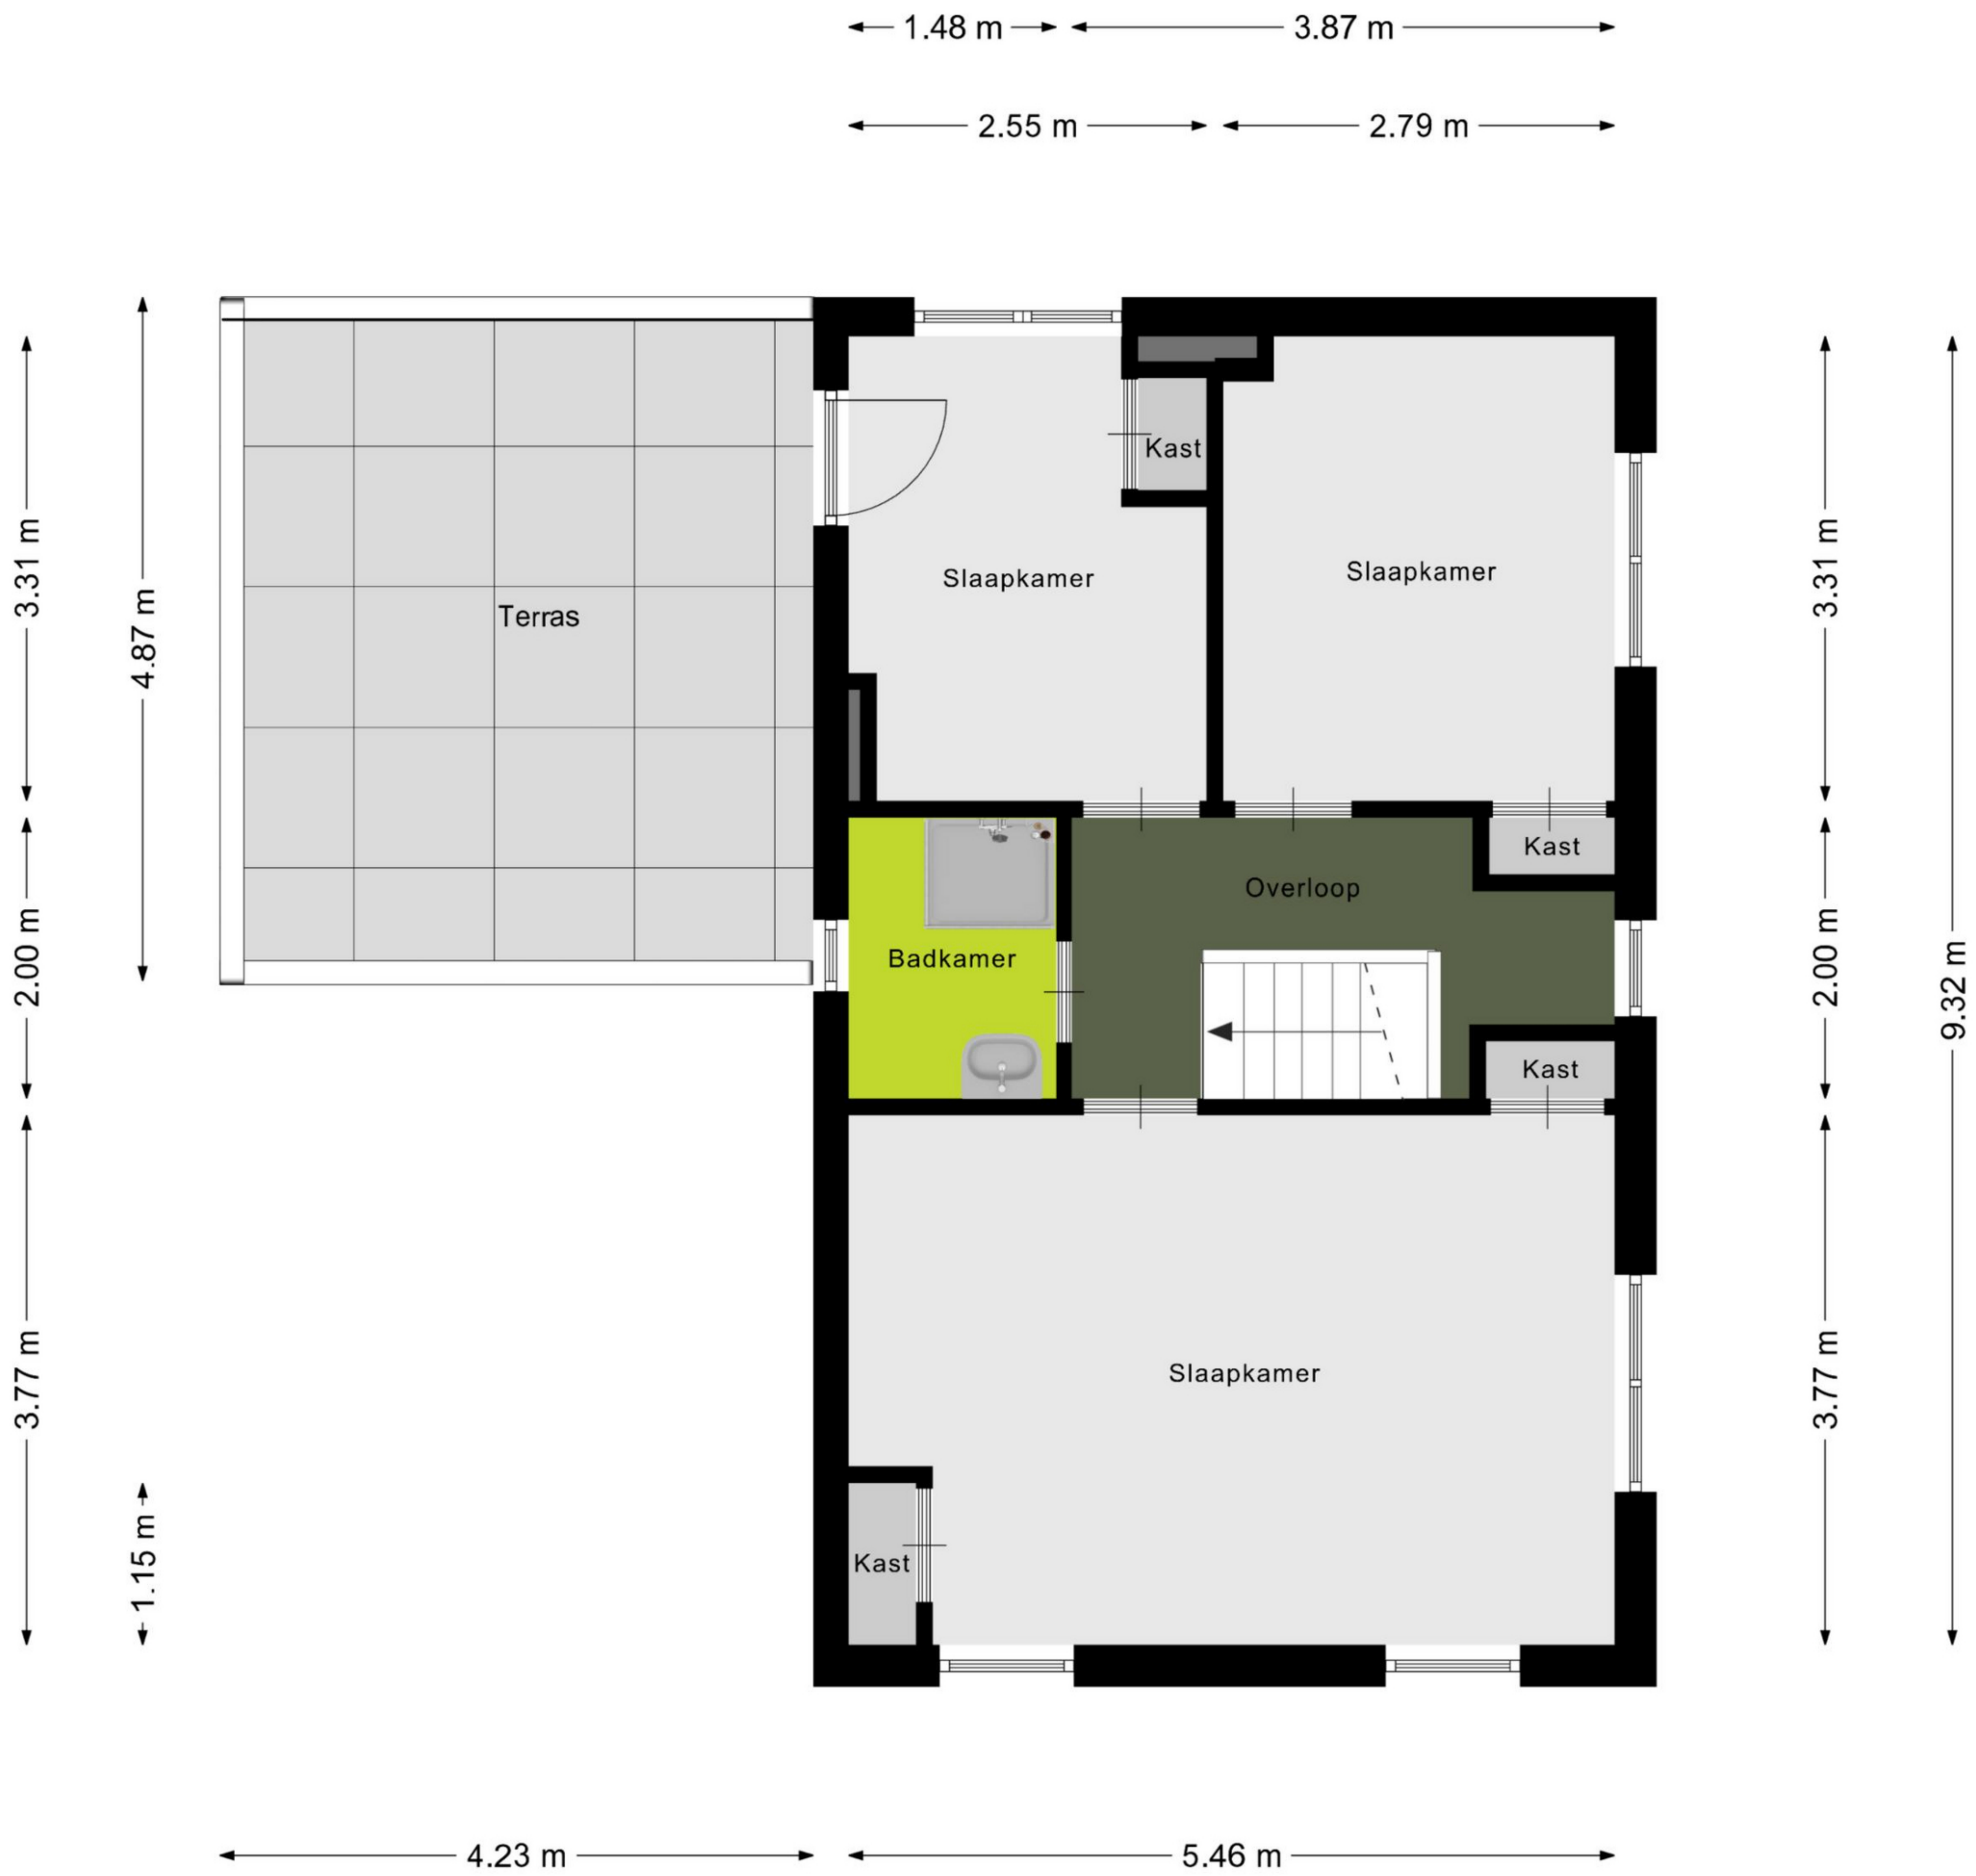 1.48 m
3.87 m
2.55 m
2.79 m
3.31 m
4.87 m
Kast
Slaapkamer
Slaapkamer
Terras
3.31 m
9.32 m
Kast
Overloop
2.00 m
Badkamer
2.00 m
Kast
3.77 m
Slaapkamer
3.77 m
1.15 m
Kast
4.23 m
5.46 m